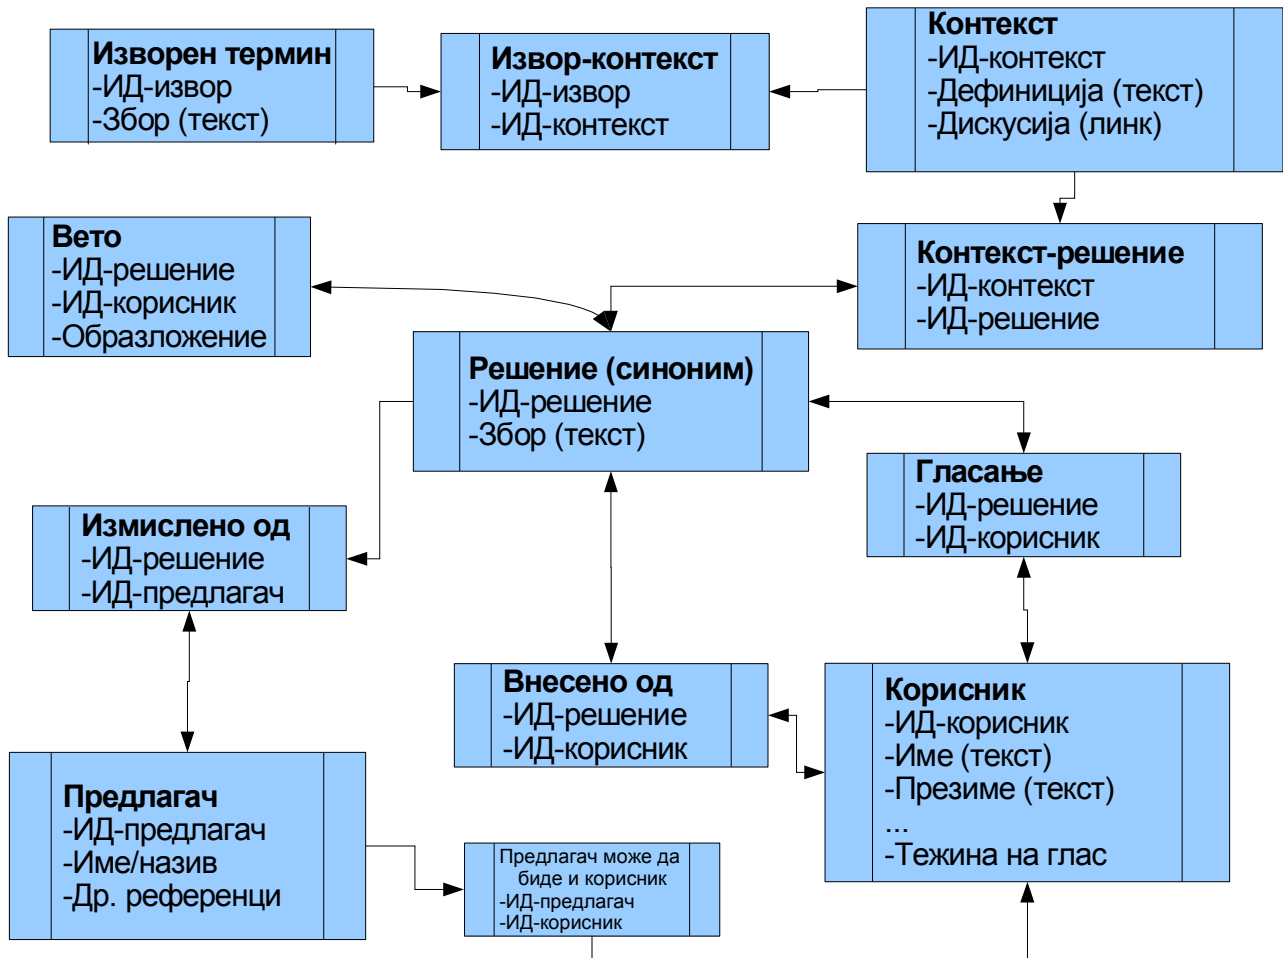 Изворен термин
-ИД-извор
-Збор (текст)
Извор-контекст
-ИД-извор
-ИД-контекст
Контекст
-ИД-контекст
-Дефиниција (текст)
-Дискусија (линк)
Вето
-ИД-решение
-ИД-корисник
-Образложение
Контекст-решение
-ИД-контекст
-ИД-решение
Решение (синоним)
-ИД-решение
-Збор (текст)
Гласање
-ИД-решение
-ИД-корисник
Измислено од
-ИД-решение
-ИД-предлагач
Внесено од
-ИД-решение
-ИД-корисник
Корисник
-ИД-корисник
-Име (текст)
-Презиме (текст)
...
-Тежина на глас
Предлагач
-ИД-предлагач
-Име/назив
-Др. референци
Предлагач може да
биде и корисник
-ИД-предлагач
-ИД-корисник